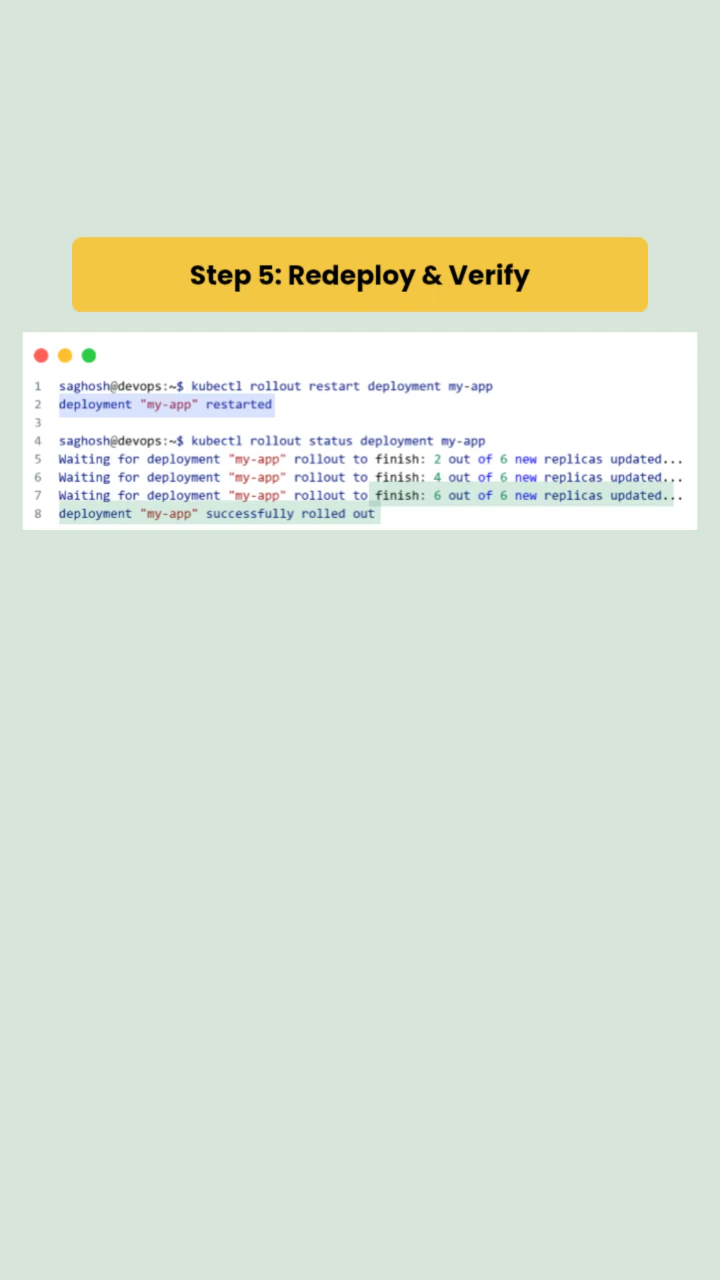 Step 5: Redeploy & Verify
1 saghosh@devops:~$ kubectl rollout restart deployment my-app
2 deployment "my-app" restarted
3
4 saghosh@devops:~$ kubectl rollout status deployment my-app
5 Waiting for deployment "my-app" rollout to finish: 2 out of 6 new replicas updated...
6 Waiting for deployment "my-app" rollout to finish: 4 out of 6 new replicas updated...
7 Waiting for deployment "my-app" rollout to finish: 6 out of 6 new replicas updated...
8 deployment "my-app" successfully rolled out